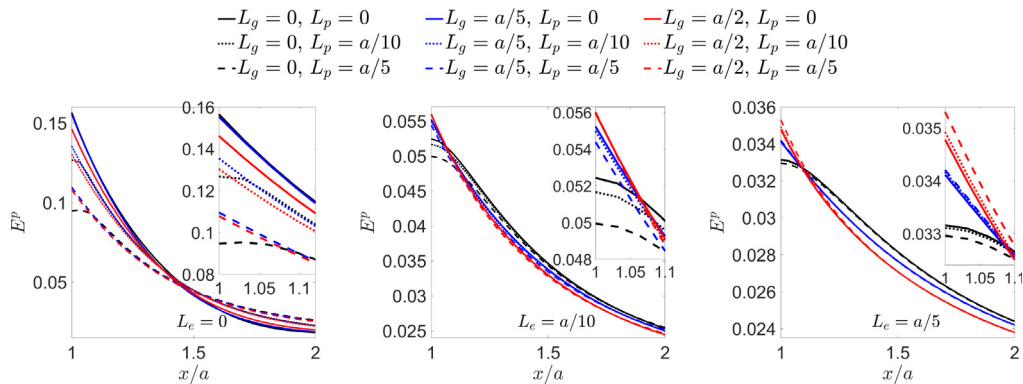 L_g = 0, L_p = 0
L_g = a/5, L_p = 0
L_g = a/2, L_p = 0
L_g = 0, L_p = a/10
L_g = a/5, L_p = a/10
L_g = a/2, L_p = a/10
L_g = 0, L_p = a/5
L_g = a/5, L_p = a/5
L_g = a/2, L_p = a/5
0.15
0.1
0.05
E^p
1
1.5
2
x/a
L_e = 0
0.16
0.14
0.12
0.1
0.08
1
1.05
1.1
0.055
0.05
0.045
0.04
0.035
0.03
0.025
E^p
1
1.5
2
x/a
L_e = a/10
0.056
0.054
0.052
0.05
0.048
1
1.05
1.1
0.036
0.034
0.032
0.03
0.028
0.026
0.024
E^p
1
1.5
2
x/a
L_e = a/5
0.035
0.034
0.033
1
1.05
1.1